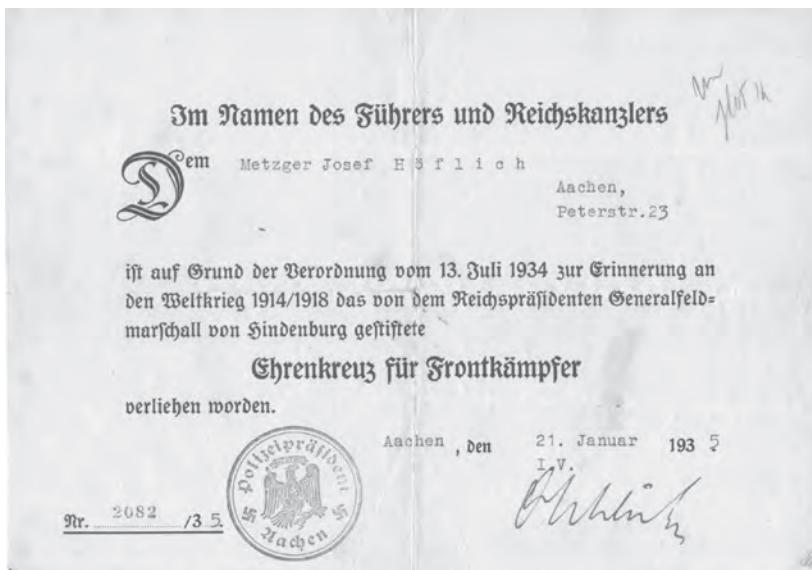 Im Namen des Führers und Reichskanzlers
Dem Metzger Josef Höflich
Aachen,
Peterstr.23
ist auf Grund der Verordnung vom 13. Juli 1934 zur Erinnerung an
den Weltkrieg 1914/1918 das von dem Reichspräsidenten Generalfeld=
marschall von Hindenburg gestiftete
Ehrenkreuz für Frontkämpfer
verliehen worden.
Aachen, den 21. Januar 1935
I.V.
Polizeipräsident
Aachen
Nr. 2082 /35.